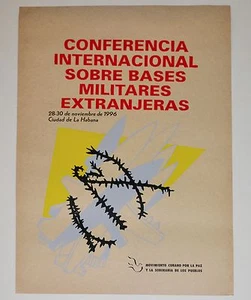 CONFERENCIA
INTERNACIONAL
SOBRE BASES
MILITARES
EXTRANJERAS
28-30 de noviembre de 1996
Ciudad de La Habana
MOVIMIENTO CUBANO POR LA PAZ
Y LA SOBERANIA DE LOS PUEBLOS